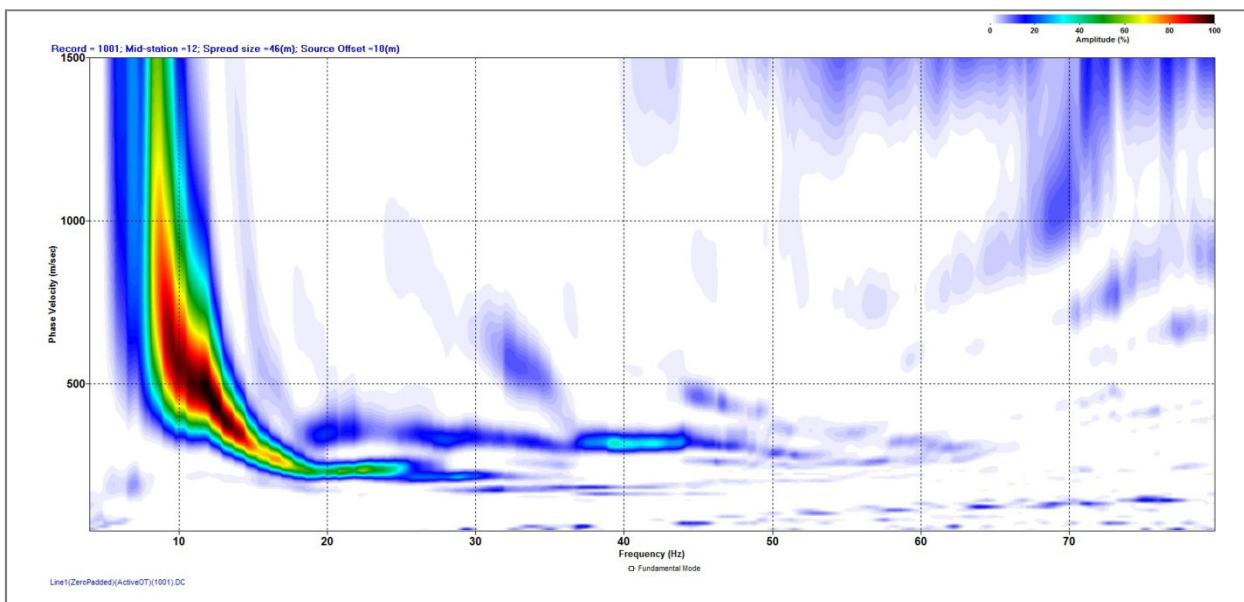 Record = 1001; Mid-station =12; Spread size =46(m); Source Offset =10(m)
0 20 40 60 80 100
Amplitude (%)
1500
1000
500
Phase Velocity (m/sec)
10 20 30 40 50 60 70
Frequency (Hz)
Fundamental Mode
Line1(ZeroPadded)(ActiveOT)(1001).DC